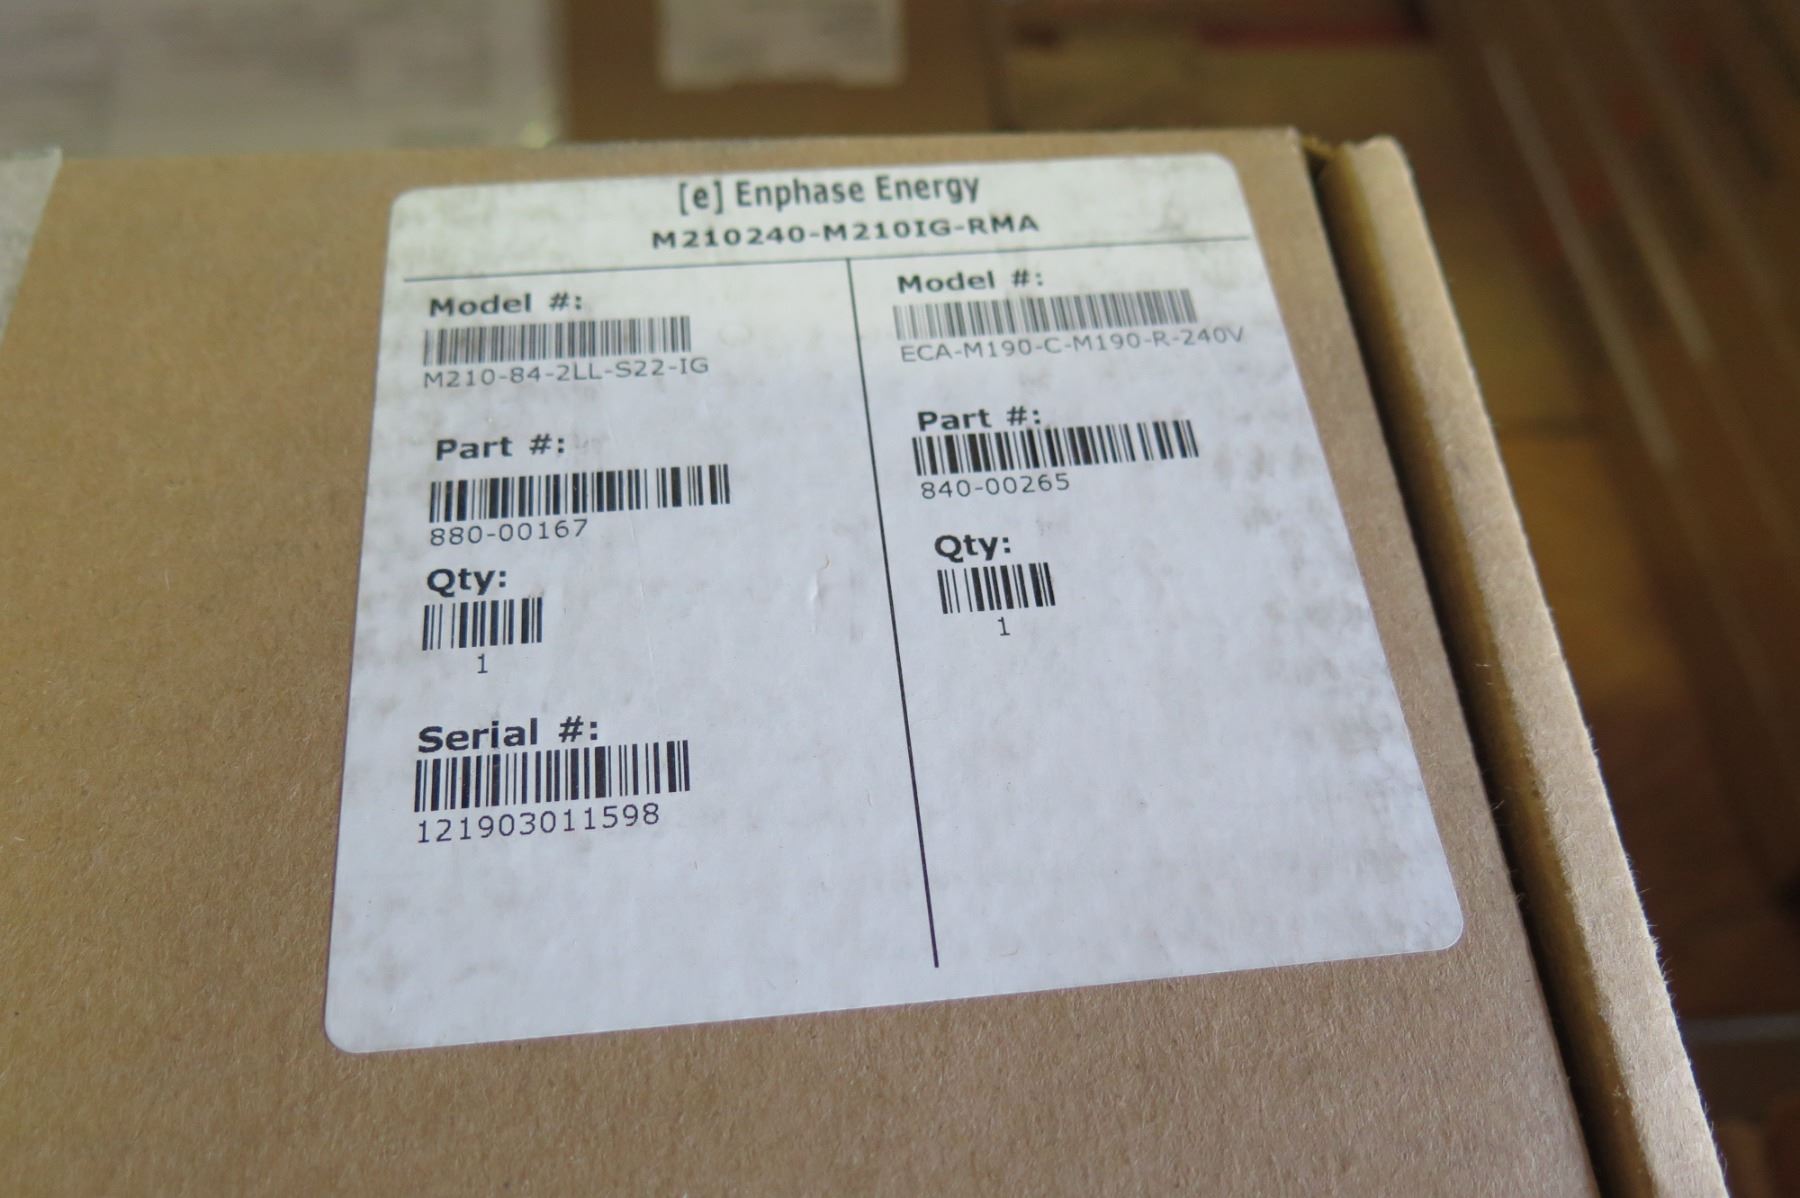 [e] Enphase Energy
M210240-M210IG-RMA
Model #:
M210-84-2LL-S22-IG
Part #:
880-00167
Qty:
1
Serial #:
121903011598
Model #:
ECA-M190-C-M190-R-240V
Part #:
840-00265
Qty:
1